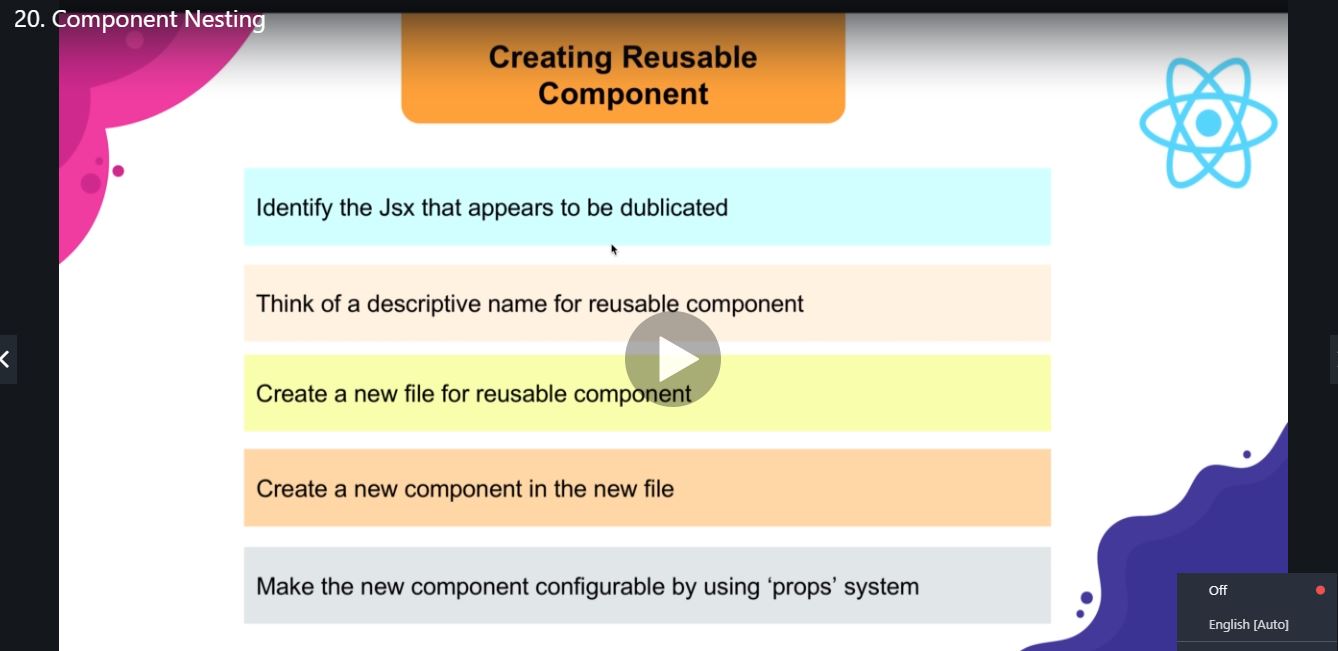 20. Component Nesting
Creating Reusable
Component
Identify the Jsx that appears to be dublicated
Think of a descriptive name for reusable component
Create a new file for reusable component
Create a new component in the new file
Make the new component configurable by using ‘props’ system
Off
English [Auto]